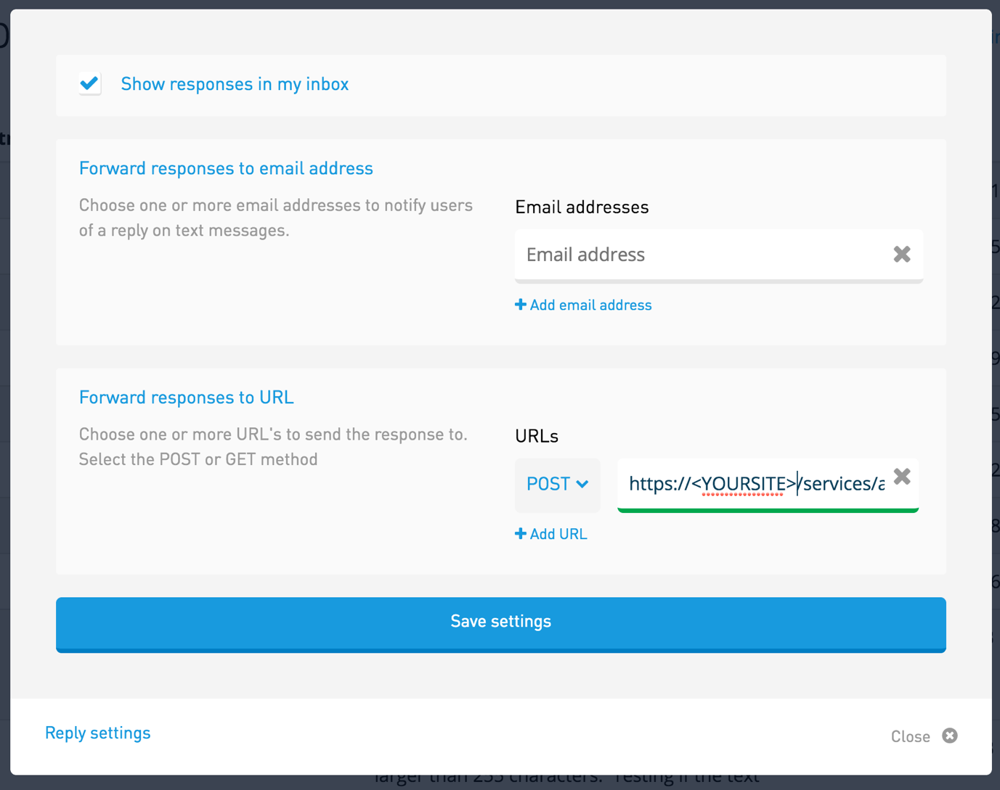 Show responses in my inbox
Forward responses to email address
Choose one or more email addresses to notify users
of a reply on text messages.
Email addresses
Email address
Add email address
Forward responses to URL
Choose one or more URL's to send the response to.
Select the POST or GET method
URLs
POST
https://<YOURSITE>/services/a
Add URL
Save settings
Reply settings
Close
larger than 255 characters. Testing if the text